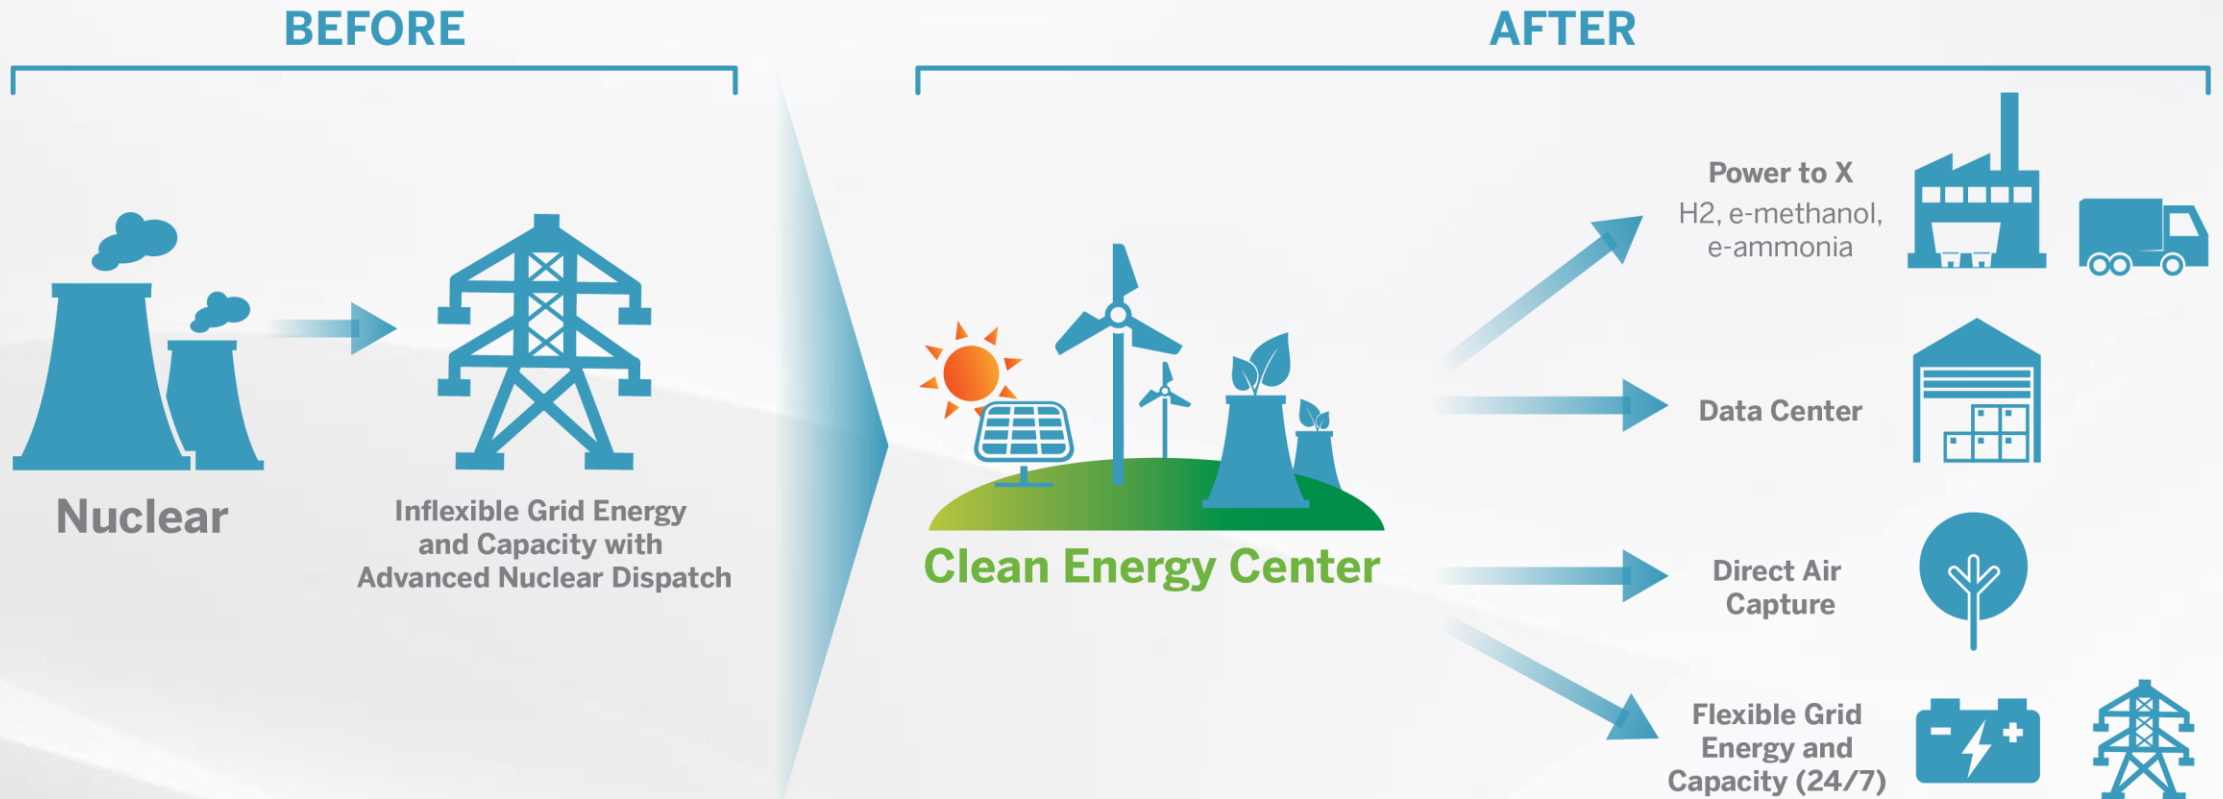 BEFORE
AFTER
Nuclear
Inflexible Grid Energy
and Capacity with
Advanced Nuclear Dispatch
Clean Energy Center
Power to X
H2, e-methanol,
e-ammonia
Data Center
Direct Air
Capture
Flexible Grid
Energy and
Capacity (24/7)